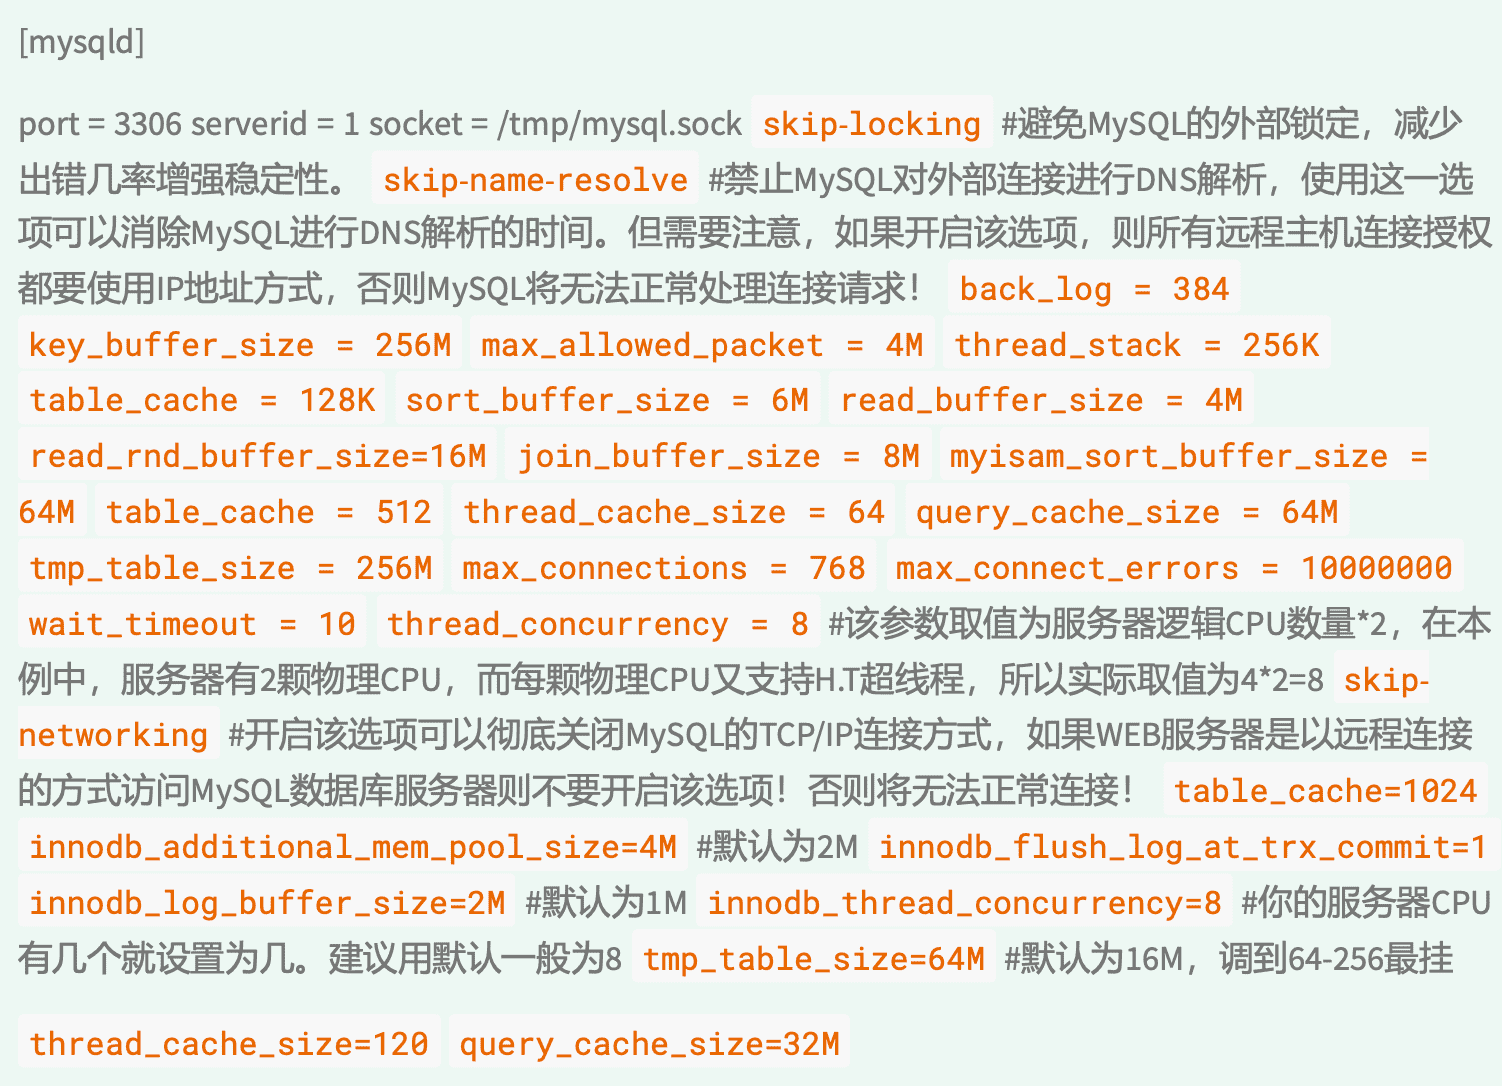 [mysqld]
port = 3306 serverid = 1 socket = /tmp/mysql.sock skip-locking #避免MySQL的外部锁定，减少
出错几率增强稳定性。 skip-name-resolve #禁止MySQL对外部连接进行DNS解析，使用这一选
项可以消除MySQL进行DNS解析的时间。但需要注意，如果开启该选项，则所有远程主机连接授权
都要使用IP地址方式，否则MySQL将无法正常处理连接请求！ back_log = 384
key_buffer_size = 256M max_allowed_packet = 4M thread_stack = 256K
table_cache = 128K sort_buffer_size = 6M read_buffer_size = 4M
read_rnd_buffer_size=16M join_buffer_size = 8M myisam_sort_buffer_size =
64M table_cache = 512 thread_cache_size = 64 query_cache_size = 64M
tmp_table_size = 256M max_connections = 768 max_connect_errors = 10000000
wait_timeout = 10 thread_concurrency = 8 #该参数取值为服务器逻辑CPU数量*2，在本
例中，服务器有2颗物理CPU，而每颗物理CPU又支持H.T超线程，所以实际取值为4*2=8 skip-
networking #开启该选项可以彻底关闭MySQL的TCP/IP连接方式，如果WEB服务器是以远程连接
的方式访问MySQL数据库服务器则不要开启该选项！否则将无法正常连接！ table_cache=1024
innodb_additional_mem_pool_size=4M #默认为2M innodb_flush_log_at_trx_commit=1
innodb_log_buffer_size=2M #默认为1M innodb_thread_concurrency=8 #你的服务器CPU
有几个就设置为几。建议用默认一般为8 tmp_table_size=64M #默认为16M，调到64-256最挂
thread_cache_size=120 query_cache_size=32M